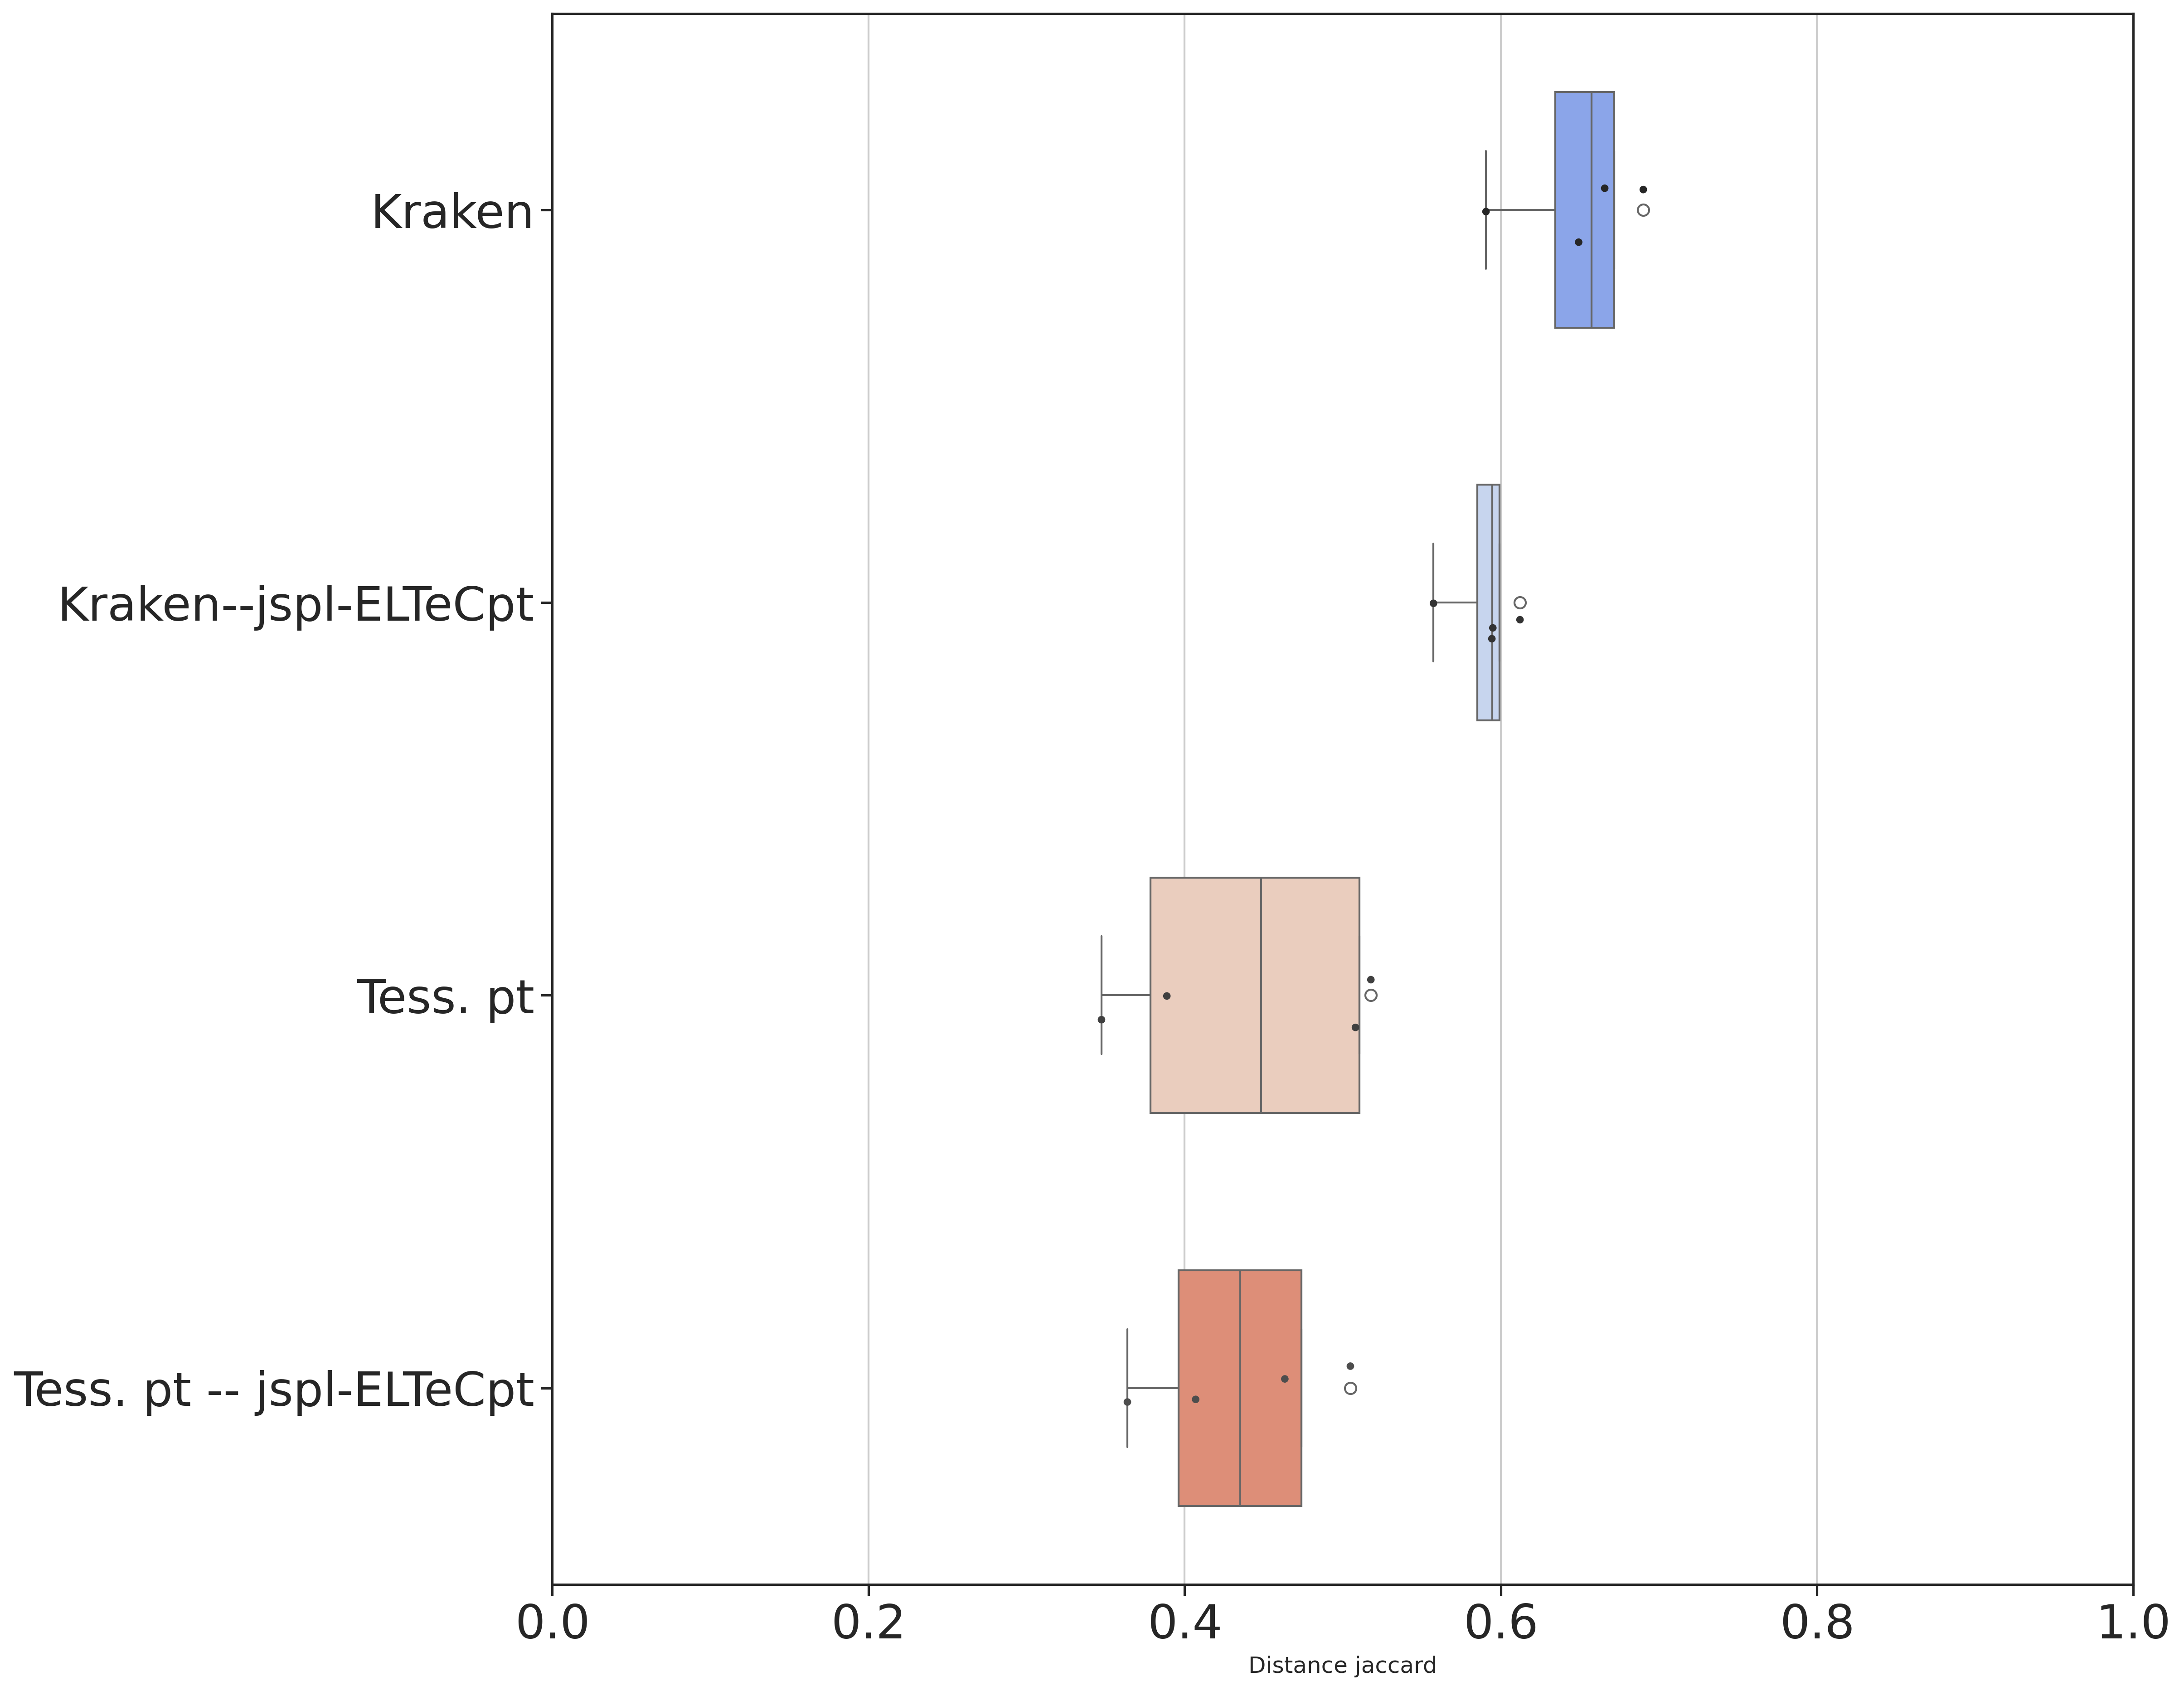 Kraken
Kraken--jspl-ELTeCpt
Tess. pt
Tess. pt -- jspl-ELTeCpt
0.0 0.2 0.4 0.6 0.8 1.0
Distance jaccard